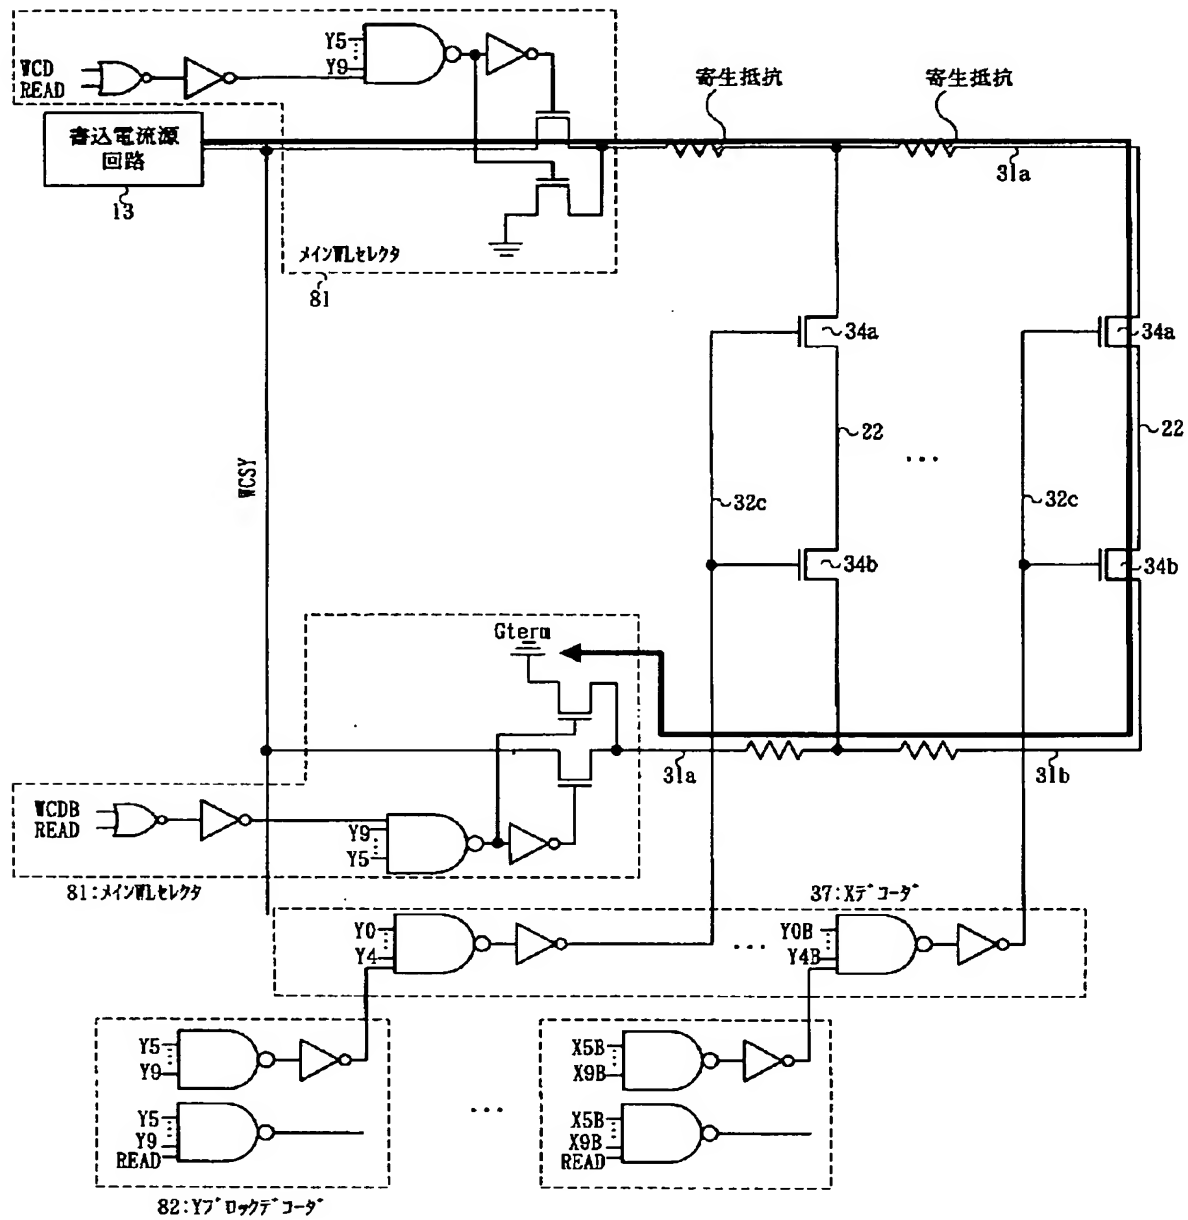 Y5
Y9
WCD
READ
書込電流源
回路
13
メインWLセレクタ
81
寄生抵抗
寄生抵抗
31a
34a
34a
22
22
...
WCSY
32c
32c
34b
34b
Gterm
31a
31b
WCDB
READ
Y9
Y5
81:メインWLセレクタ
37:Xデコーダ
Y0
Y4
...
Y0B
Y4B
Y5
Y9
Y5
Y9
READ
...
X5B
X9B
X5B
X9B
READ
82:Yブロックデコーダ